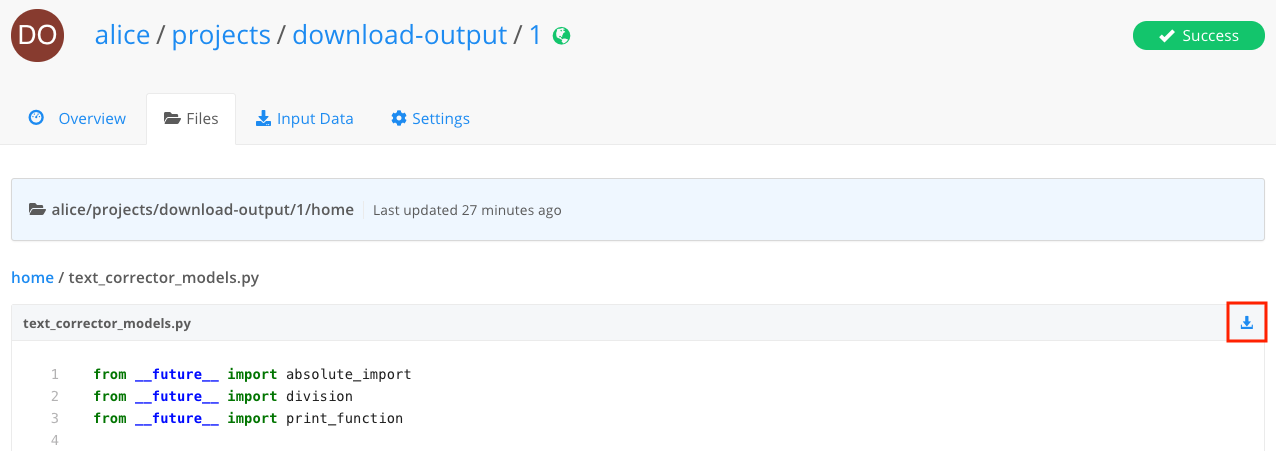 DO alice / projects / download-output / 1 Success
Overview Files Input Data Settings
alice/projects/download-output/1/home Last updated 27 minutes ago
home / text_corrector_models.py
text_corrector_models.py
1 from __future__ import absolute_import
2 from __future__ import division
3 from __future__ import print_function
4